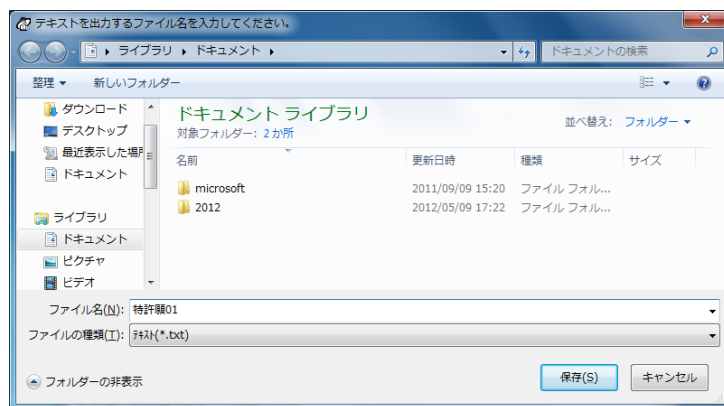 テキストを出力するファイル名を入力してください。
ライブラリ ▸ ドキュメント ▸
ドキュメントの検索
整理 ▼ 新しいフォルダー
ダウンロード
デスクトップ
最近表示した場所
ドキュメント
ライブラリ
ドキュメント
ピクチャ
ビデオ
ドキュメント ライブラリ
対象フォルダー: 2 か所
並べ替え: フォルダー ▼
名前 更新日時 種類 サイズ
microsoft 2011/09/09 15:20 ファイル フォル...
2012 2012/05/09 17:22 ファイル フォル...
ファイル名(N): 特許願01
ファイルの種類(T): ﾃｷｽﾄ(*.txt)
フォルダーの非表示
保存(S) キャンセル